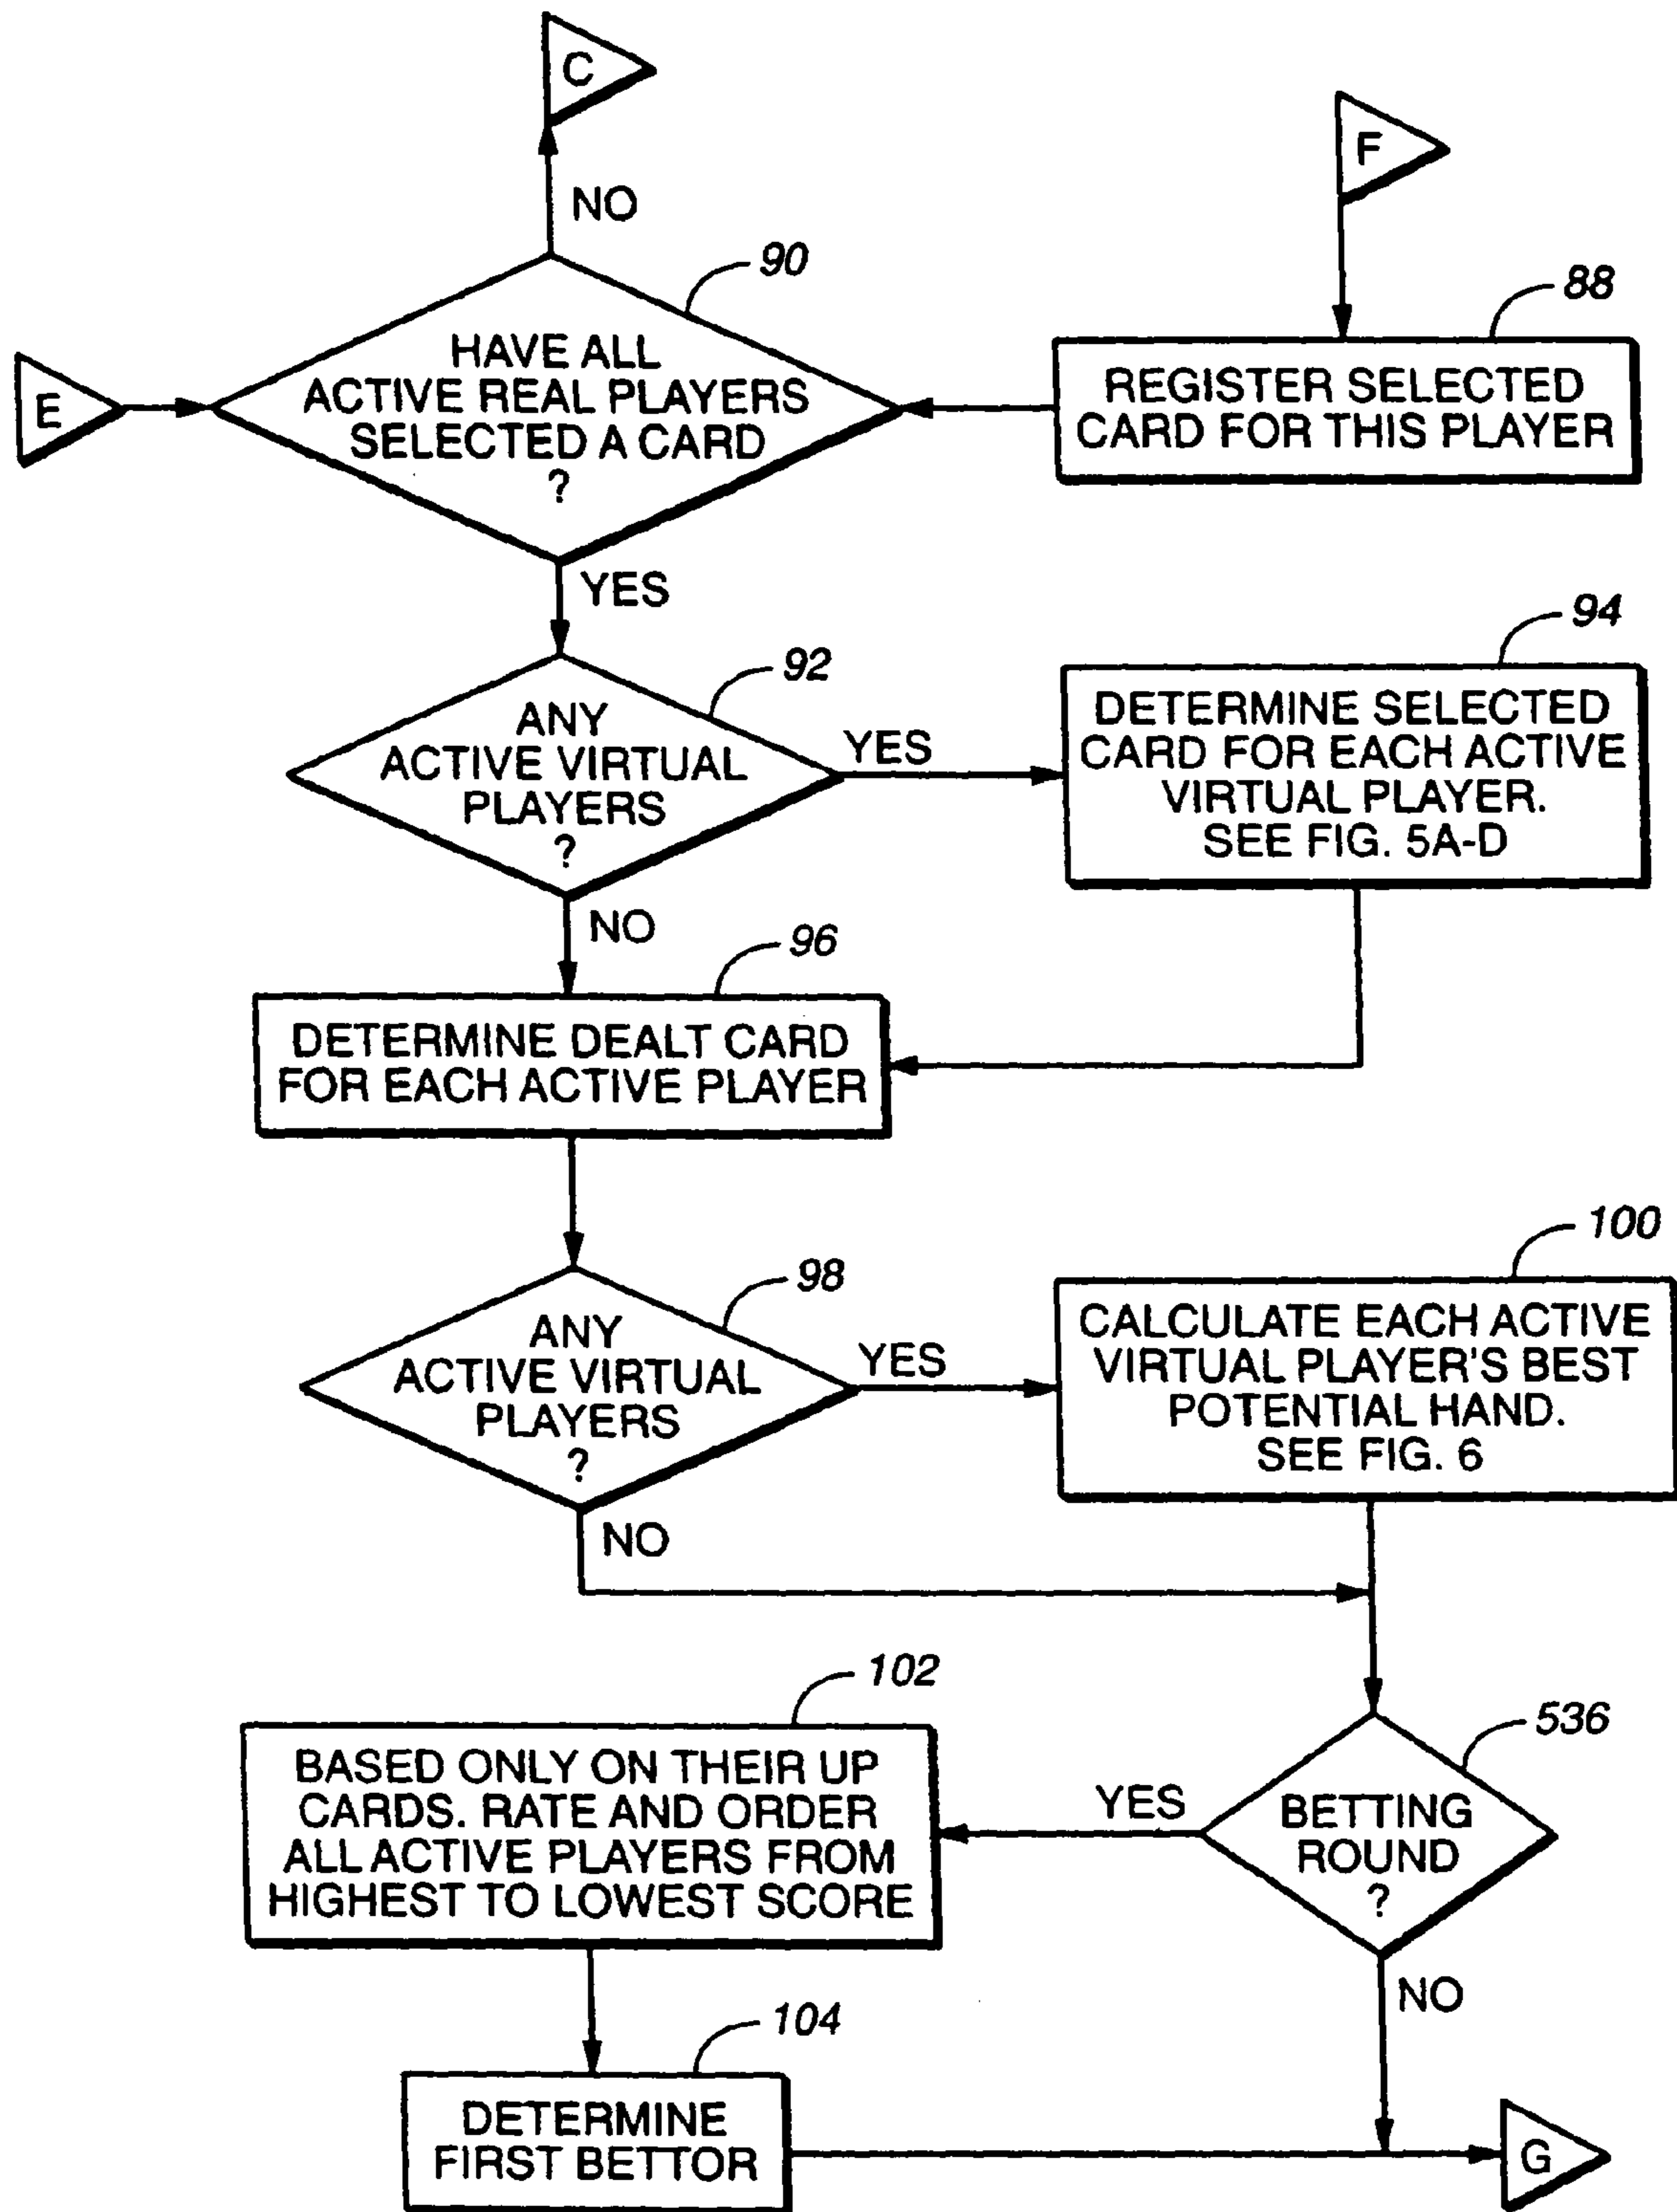 C
F
NO
90
88
E
HAVE ALL
ACTIVE REAL PLAYERS
SELECTED A CARD
?
REGISTER SELECTED
CARD FOR THIS PLAYER
YES
92
94
ANY
ACTIVE VIRTUAL
PLAYERS
?
YES
DETERMINE SELECTED
CARD FOR EACH ACTIVE
VIRTUAL PLAYER.
SEE FIG. 5A-D
NO
96
DETERMINE DEALT CARD
FOR EACH ACTIVE PLAYER
98
100
ANY
ACTIVE VIRTUAL
PLAYERS
?
YES
CALCULATE EACH ACTIVE
VIRTUAL PLAYER'S BEST
POTENTIAL HAND.
SEE FIG. 6
NO
102
536
BASED ONLY ON THEIR UP
CARDS. RATE AND ORDER
ALL ACTIVE PLAYERS FROM
HIGHEST TO LOWEST SCORE
YES
BETTING
ROUND
?
NO
104
DETERMINE
FIRST BETTOR
G